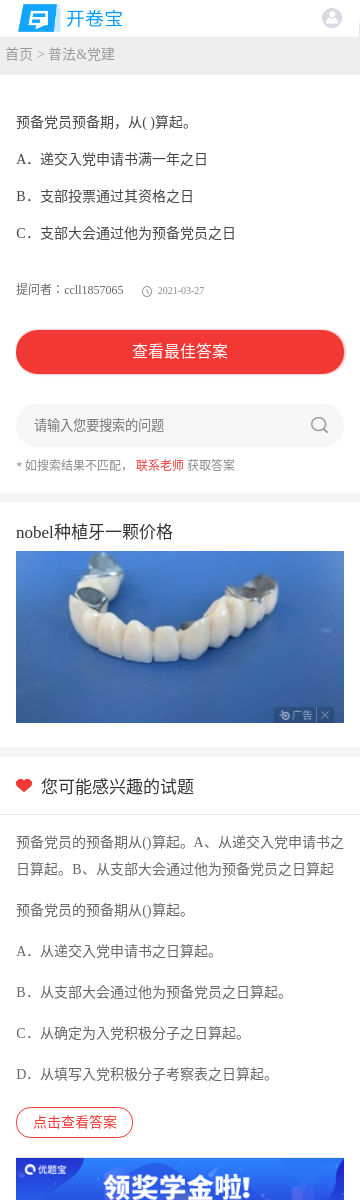 开卷宝
首页 > 普法&党建
预备党员预备期，从( )算起。
A．递交入党申请书满一年之日
B．支部投票通过其资格之日
C．支部大会通过他为预备党员之日
提问者：ccll1857065 2021-03-27
查看最佳答案
请输入您要搜索的问题
* 如搜索结果不匹配，联系老师 获取答案
nobel种植牙一颗价格
广告
您可能感兴趣的试题
预备党员的预备期从()算起。A、从递交入党申请书之
日算起。B、从支部大会通过他为预备党员之日算起
预备党员的预备期从()算起。
A．从递交入党申请书之日算起。
B．从支部大会通过他为预备党员之日算起。
C．从确定为入党积极分子之日算起。
D．从填写入党积极分子考察表之日算起。
点击查看答案
优题宝
领奖学金啦!